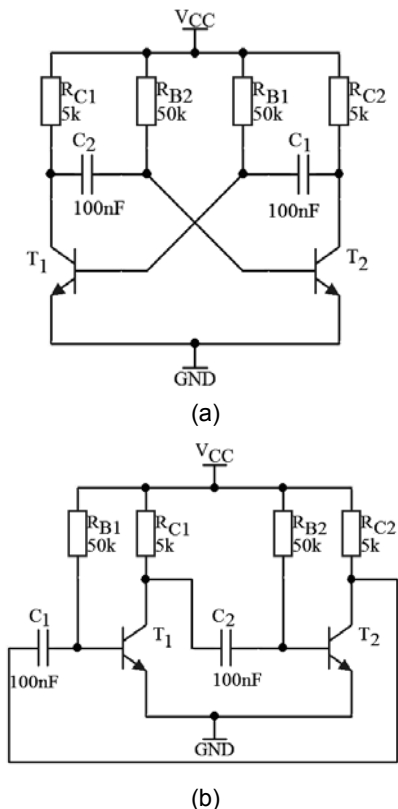 VCC
RC1
5k
RB2
50k
RB1
50k
RC2
5k
C2
100nF
C1
100nF
T1
T2
GND
(a)
VCC
RB1
50k
RC1
5k
RB2
50k
RC2
5k
C1
100nF
T1
C2
100nF
T2
GND
(b)